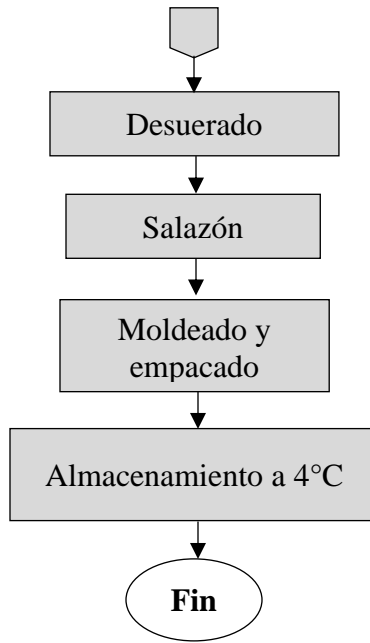 Desuerado
Salazón
Moldeado y
empacado
Almacenamiento a 4°C
Fin